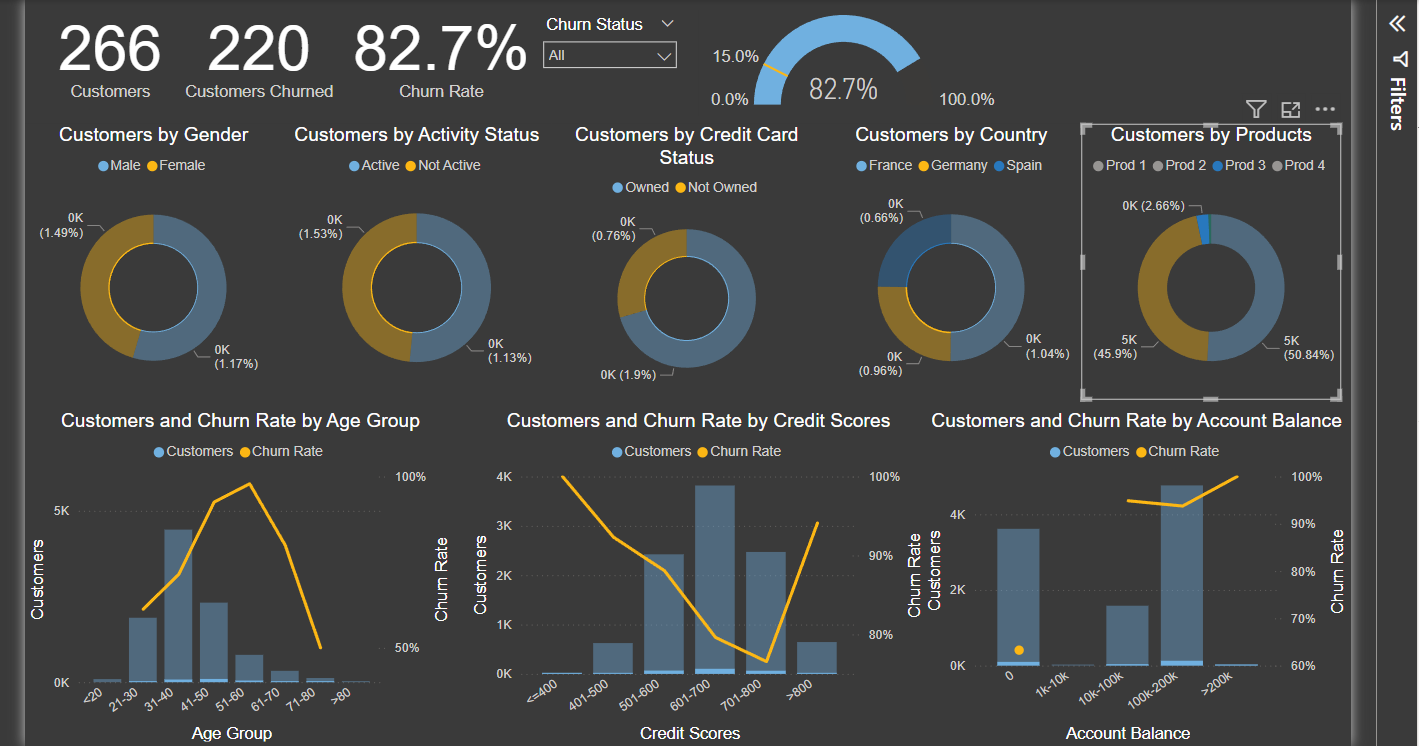 266
Customers
220
Customers Churned
82.7%
Churn Rate
Churn Status
All
15.0%
0.0%
82.7%
100.0%
Filters
Customers by Gender
Male Female
0K
(1.49%)
0K
(1.17%)
Customers by Activity Status
Active Not Active
0K
(1.53%)
0K
(1.13%)
Customers by Credit Card
Status
Owned Not Owned
0K
(0.76%)
0K (1.9%)
Customers by Country
France Germany Spain
0K
(0.66%)
0K
(0.96%)
0K
(1.04%)
Customers by Products
Prod 1 Prod 2 Prod 3 Prod 4
0K (2.66%)
5K
(45.9%)
5K
(50.84%)
Customers and Churn Rate by Age Group
Customers Churn Rate
Customers
5K
0K
100%
50%
Churn Rate
<20 21-30 31-40 41-50 51-60 61-70 71-80 >80
Age Group
Customers and Churn Rate by Credit Scores
Customers Churn Rate
Customers
4K
3K
2K
1K
0K
100%
90%
80%
Churn Rate
<=400 401-500 501-600 601-700 701-800 >800
Credit Scores
Customers and Churn Rate by Account Balance
Customers Churn Rate
Customers
4K
2K
0K
100%
90%
80%
70%
60%
Churn Rate
0 1k-10k 10k-100k 100k-200k >200k
Account Balance